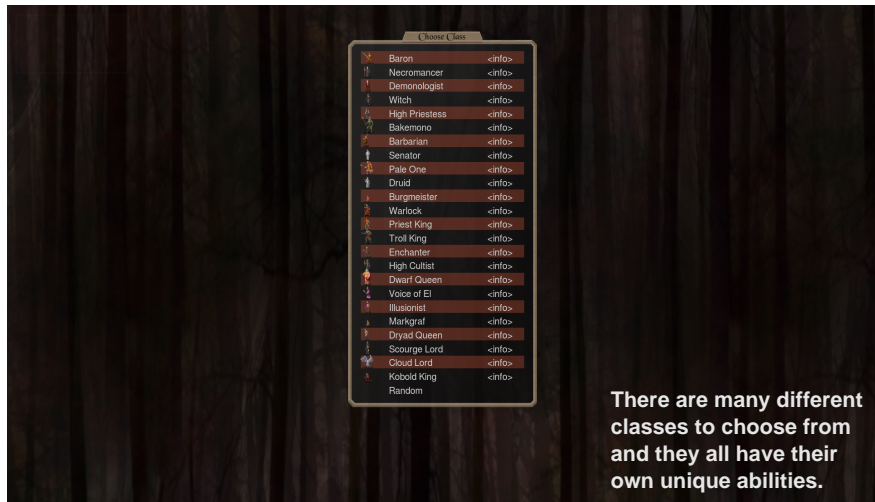 Choose Class
Baron <info>
Necromancer <info>
Demonologist <info>
Witch <info>
High Priestess <info>
Bakemono <info>
Barbarian <info>
Senator <info>
Pale One <info>
Druid <info>
Burgmeister <info>
Warlock <info>
Priest King <info>
Troll King <info>
Enchanter <info>
High Cultist <info>
Dwarf Queen <info>
Voice of El <info>
Illusionist <info>
Markgraf <info>
Dryad Queen <info>
Scourge Lord <info>
Cloud Lord <info>
Kobold King <info>
Random
There are many different
classes to choose from
and they all have their
own unique abilities.